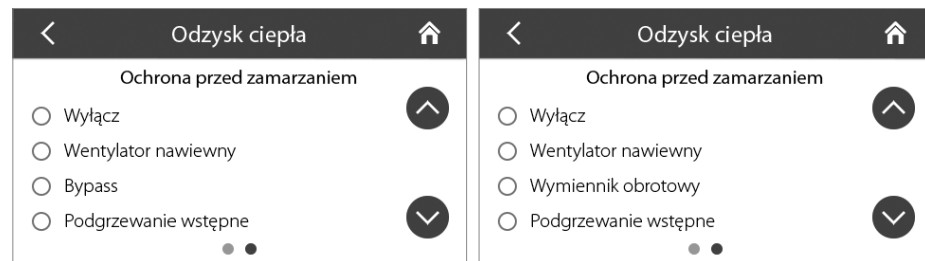 Odzysk ciepła
Ochrona przed zamarzaniem
Wyłącz
Wentylator nawiewny
Bypass
Podgrzewanie wstępne
Odzysk ciepła
Ochrona przed zamarzaniem
Wyłącz
Wentylator nawiewny
Wymiennik obrotowy
Podgrzewanie wstępne